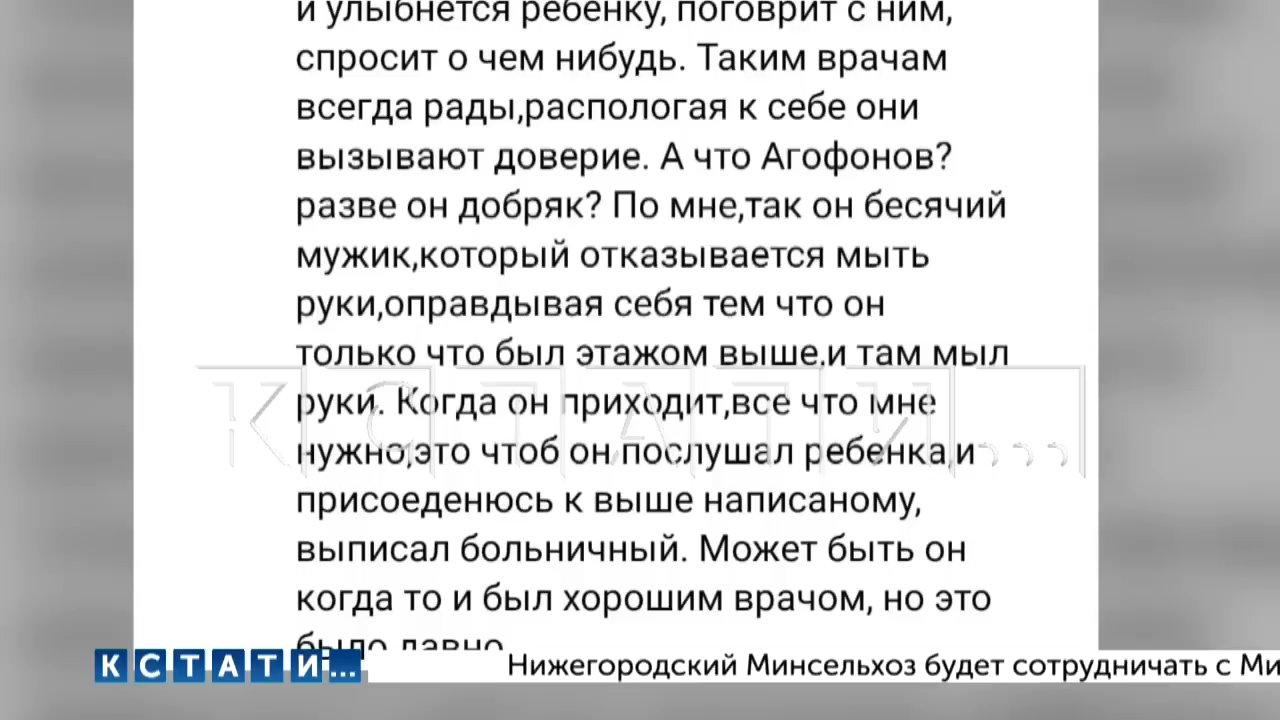 и улыбнется ребенку, поговрит с ним,
спросит о чем нибудь. Таким врачам
всегда рады,распологая к себе они
вызывают доверие. А что Агофонов?
разве он добряк? По мне,так он бесячий
мужик,который отказывается мыть
руки,оправдывая себя тем что он
только что был этажом выше.и там мыл
руки. Когда он приходит,все что мне
нужно,это чтоб он послушал ребенка,и
присоеденюсь к выше написаному,
выписал больничный. Может быть он
когда то и был хорошим врачом, но это
было давно
КСТАТИ...
КСТАТИ...
Нижегородский Минсельхоз будет сотрудничать с Ми